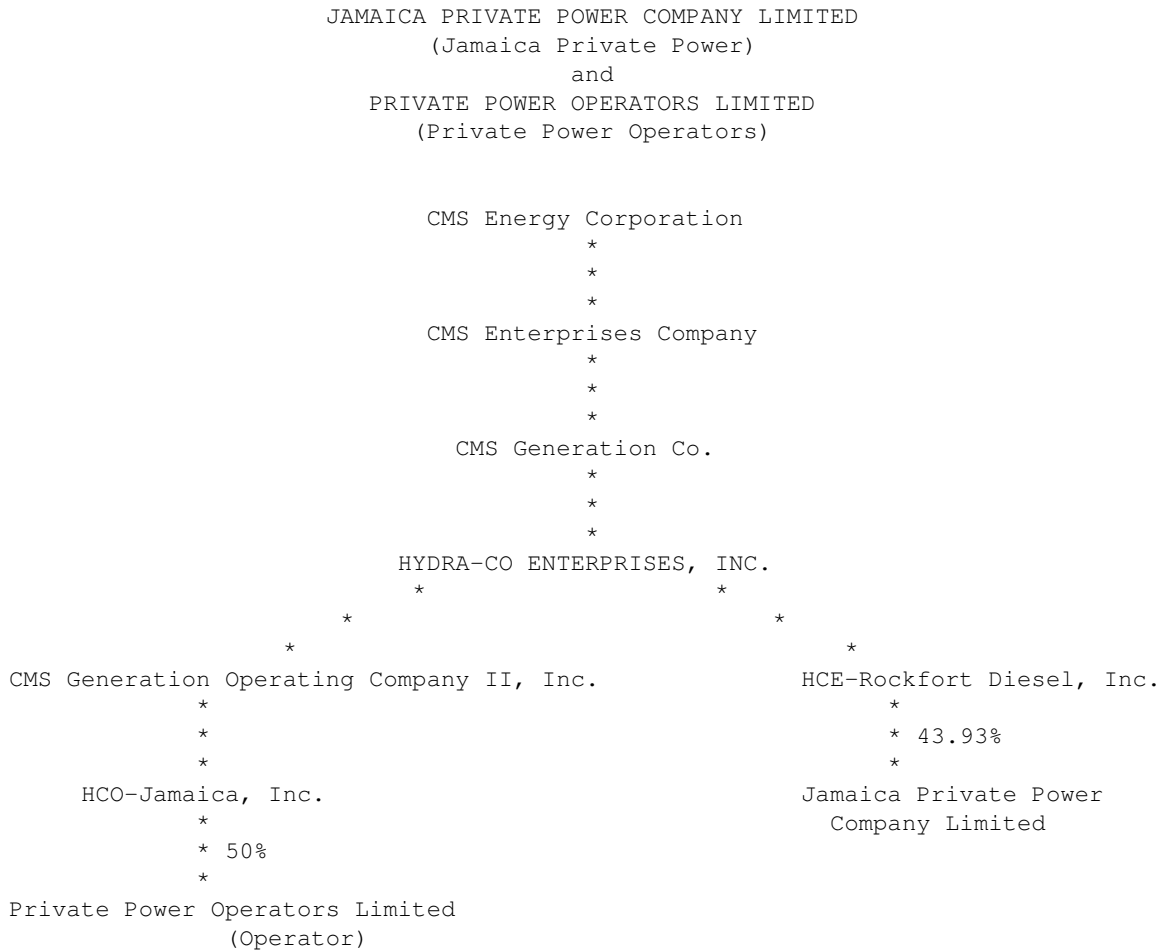 JAMAICA PRIVATE POWER COMPANY LIMITED
(Jamaica Private Power)
and
PRIVATE POWER OPERATORS LIMITED
(Private Power Operators)
CMS Energy Corporation
*
*
*
CMS Enterprises Company
*
*
*
CMS Generation Co.
*
*
*
HYDRA-CO ENTERPRISES, INC.
* *
* *
* *
CMS Generation Operating Company II, Inc. HCE-Rockfort Diesel, Inc.
* *
* * 43.93%
* *
HCO-Jamaica, Inc. Jamaica Private Power
* Company Limited
* 50%
*
Private Power Operators Limited
(Operator)